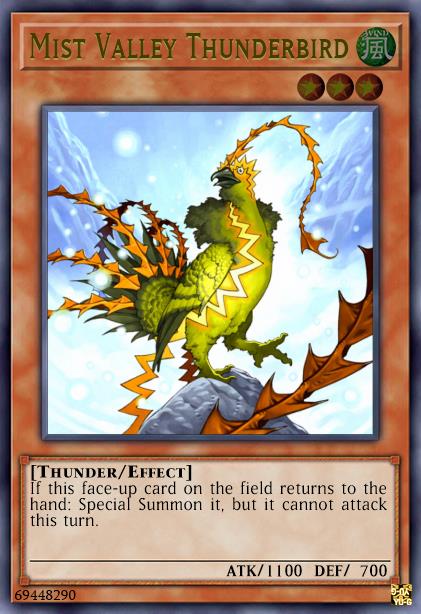 MIST VALLEY THUNDERBIRD
WIND
風
[THUNDER/EFFECT]
If this face-up card on the field returns to the
hand: Special Summon it, but it cannot attack
this turn.
ATK/1100 DEF/ 700
69448290